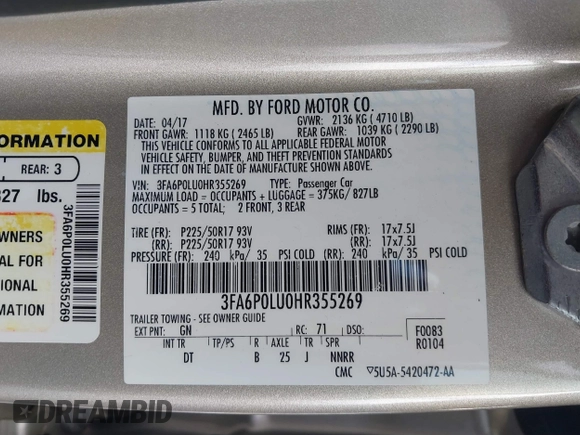 MFD. BY FORD MOTOR CO.
DATE: 04/17 GVWR: 2136 KG ( 4710 LB)
FRONT GAWR: 1118 KG ( 2465 LB) REAR GAWR: 1039 KG ( 2290 LB)
THIS VEHICLE CONFORMS TO ALL APPLICABLE FEDERAL MOTOR
VEHICLE SAFETY, BUMPER, AND THEFT PREVENTION STANDARDS IN
EFFECT ON THE DATE OF MANUFACTURE SHOWN ABOVE.
VIN: 3FA6P0LU0HR355269 TYPE: Passenger Car
MAXIMUM LOAD = OCCUPANTS + LUGGAGE = 375KG/ 827LB
OCCUPANTS = 5 TOTAL; 2 FRONT, 3 REAR
TIRE (FR): P225/50R17 93V RIMS (FR): 17x7.5J
(RR): P225/50R17 93V (RR): 17x7.5J
PRESSURE (FR): 240 kPa/ 35 PSI COLD (RR): 240 kPa/ 35 PSI COLD
3FA6P0LU0HR355269
TRAILER TOWING - SEE OWNER GUIDE
EXT PNT: GN RC: 71 DSO: F0083
R0104
INT TR TP/PS R AXLE TR SPR
DT B 25 J NNRR
CMC 5U5A-5420472-AA
FORMATION
REAR: 3
827 lbs.
OWNERS
AL FOR
TIONAL
N
3FA6P0LU0HR355269
DREAMBID